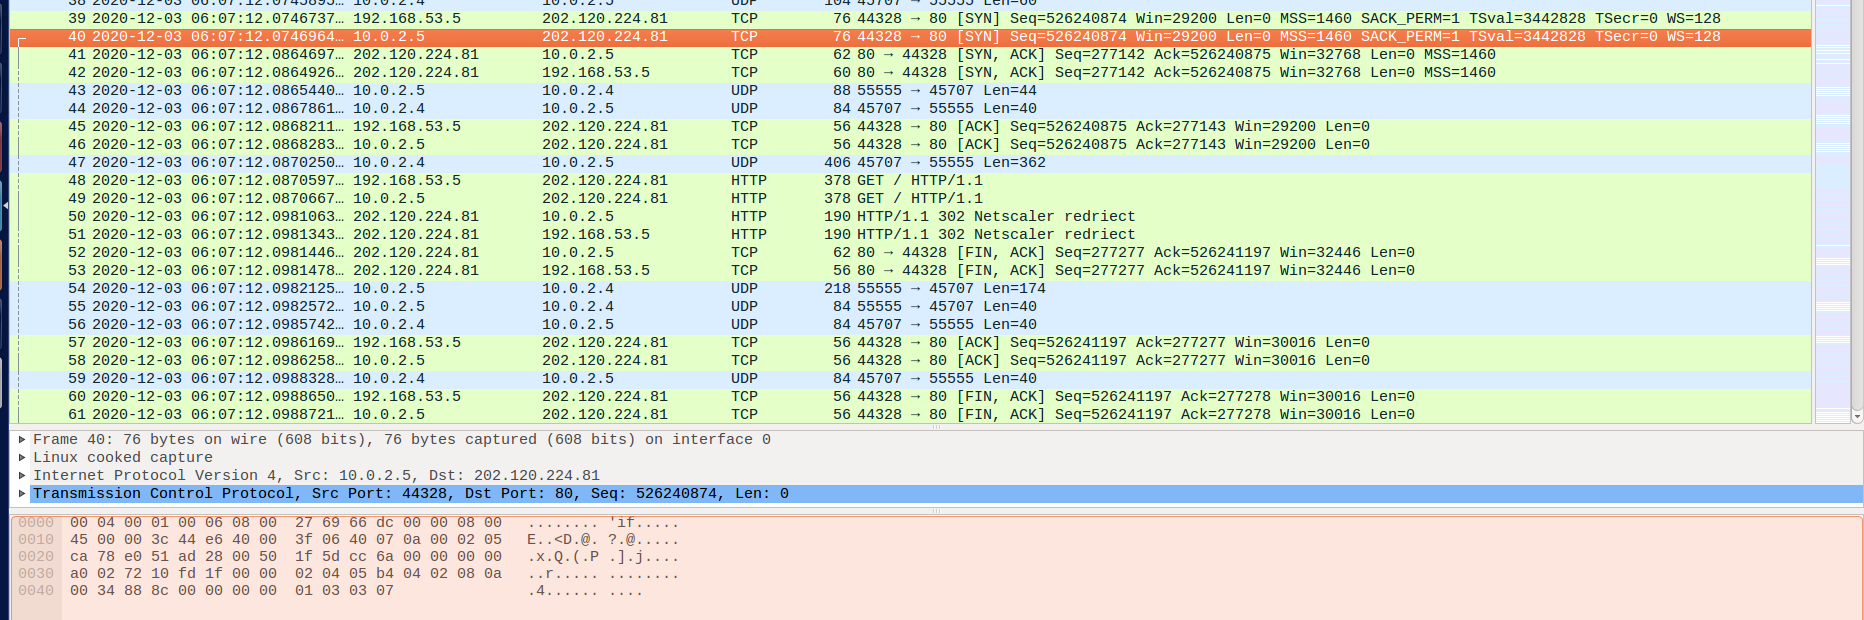 38 2020-12-03 06:07:12.0745895… 10.0.2.4 10.0.2.5 UDP 104 45707 → 55555 Len=60
39 2020-12-03 06:07:12.0746737… 192.168.53.5 202.120.224.81 TCP 76 44328 → 80 [SYN] Seq=526240874 Win=29200 Len=0 MSS=1460 SACK_PERM=1 TSval=3442828 TSecr=0 WS=128
40 2020-12-03 06:07:12.0746964… 10.0.2.5 202.120.224.81 TCP 76 44328 → 80 [SYN] Seq=526240874 Win=29200 Len=0 MSS=1460 SACK_PERM=1 TSval=3442828 TSecr=0 WS=128
41 2020-12-03 06:07:12.0864697… 202.120.224.81 10.0.2.5 TCP 62 80 → 44328 [SYN, ACK] Seq=277142 Ack=526240875 Win=32768 Len=0 MSS=1460
42 2020-12-03 06:07:12.0864926… 202.120.224.81 192.168.53.5 TCP 60 80 → 44328 [SYN, ACK] Seq=277142 Ack=526240875 Win=32768 Len=0 MSS=1460
43 2020-12-03 06:07:12.0865440… 10.0.2.5 10.0.2.4 UDP 88 55555 → 45707 Len=44
44 2020-12-03 06:07:12.0867861… 10.0.2.4 10.0.2.5 UDP 84 45707 → 55555 Len=40
45 2020-12-03 06:07:12.0868211… 192.168.53.5 202.120.224.81 TCP 56 44328 → 80 [ACK] Seq=526240875 Ack=277143 Win=29200 Len=0
46 2020-12-03 06:07:12.0868283… 10.0.2.5 202.120.224.81 TCP 56 44328 → 80 [ACK] Seq=526240875 Ack=277143 Win=29200 Len=0
47 2020-12-03 06:07:12.0870250… 10.0.2.4 10.0.2.5 UDP 406 45707 → 55555 Len=362
48 2020-12-03 06:07:12.0870597… 192.168.53.5 202.120.224.81 HTTP 378 GET / HTTP/1.1
49 2020-12-03 06:07:12.0870667… 10.0.2.5 202.120.224.81 HTTP 378 GET / HTTP/1.1
50 2020-12-03 06:07:12.0981063… 202.120.224.81 10.0.2.5 HTTP 190 HTTP/1.1 302 Netscaler redriect
51 2020-12-03 06:07:12.0981343… 202.120.224.81 192.168.53.5 HTTP 190 HTTP/1.1 302 Netscaler redriect
52 2020-12-03 06:07:12.0981446… 202.120.224.81 10.0.2.5 TCP 62 80 → 44328 [FIN, ACK] Seq=277277 Ack=526241197 Win=32446 Len=0
53 2020-12-03 06:07:12.0981478… 202.120.224.81 192.168.53.5 TCP 56 80 → 44328 [FIN, ACK] Seq=277277 Ack=526241197 Win=32446 Len=0
54 2020-12-03 06:07:12.0982125… 10.0.2.5 10.0.2.4 UDP 218 55555 → 45707 Len=174
55 2020-12-03 06:07:12.0982572… 10.0.2.5 10.0.2.4 UDP 84 55555 → 45707 Len=40
56 2020-12-03 06:07:12.0985742… 10.0.2.4 10.0.2.5 UDP 84 45707 → 55555 Len=40
57 2020-12-03 06:07:12.0986169… 192.168.53.5 202.120.224.81 TCP 56 44328 → 80 [ACK] Seq=526241197 Ack=277277 Win=30016 Len=0
58 2020-12-03 06:07:12.0986258… 10.0.2.5 202.120.224.81 TCP 56 44328 → 80 [ACK] Seq=526241197 Ack=277277 Win=30016 Len=0
59 2020-12-03 06:07:12.0988328… 10.0.2.4 10.0.2.5 UDP 84 45707 → 55555 Len=40
60 2020-12-03 06:07:12.0988650… 192.168.53.5 202.120.224.81 TCP 56 44328 → 80 [FIN, ACK] Seq=526241197 Ack=277278 Win=30016 Len=0
61 2020-12-03 06:07:12.0988721… 10.0.2.5 202.120.224.81 TCP 56 44328 → 80 [FIN, ACK] Seq=526241197 Ack=277278 Win=30016 Len=0
Frame 40: 76 bytes on wire (608 bits), 76 bytes captured (608 bits) on interface 0
Linux cooked capture
Internet Protocol Version 4, Src: 10.0.2.5, Dst: 202.120.224.81
Transmission Control Protocol, Src Port: 44328, Dst Port: 80, Seq: 526240874, Len: 0
0000 00 04 00 01 00 06 08 00 27 69 66 dc 00 00 08 00 ........ 'if.....
0010 45 00 00 3c 44 e6 40 00 3f 06 40 07 0a 00 02 05 E..<D.@. ?.@.....
0020 ca 78 e0 51 ad 28 00 50 1f 5d cc 6a 00 00 00 00 .x.Q.(.P .].j....
0030 a0 02 72 10 fd 1f 00 00 02 04 05 b4 04 02 08 0a ..r..... ........
0040 00 34 88 8c 00 00 00 00 01 03 03 07 .4...... ....